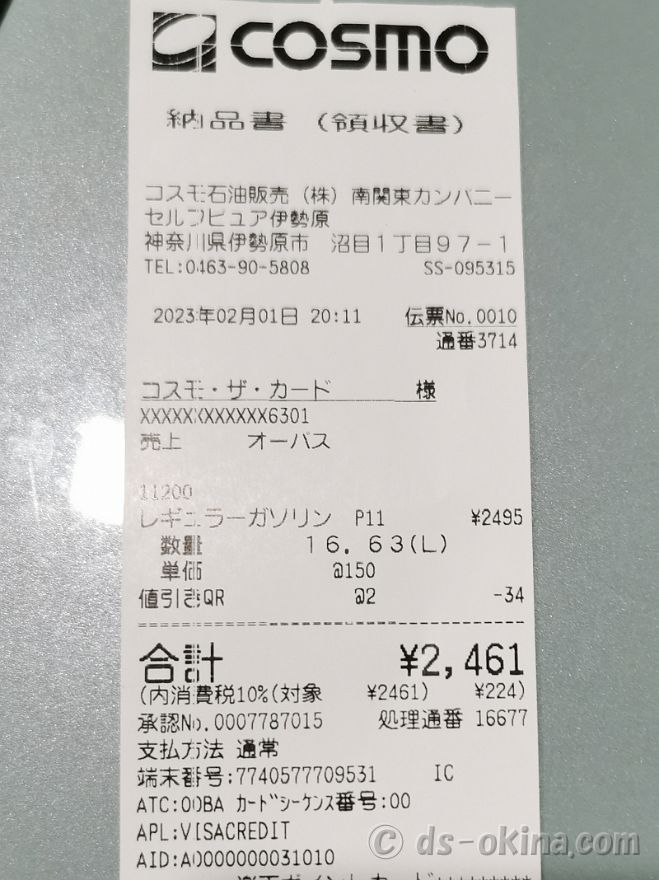 COSMO
納品書 (領収書)
コスモ石油販売 (株) 南関東カンパニー
セルフピュア伊勢原
神奈川県伊勢原市 沼目1丁目97-1
TEL:0463-90-5808 SS-095315
2023年02月01日 20:11 伝票No.0010
通番3714
コスモ・ザ・カード 様
XXXXXXXXXXXX6301
売上 オーパス
11200
レギュラーガソリン P11 ¥2495
数量 16.63(L)
単価 @150
値引きQR @2 -34
合計 ¥2,461
(内消費税10%(対象 ¥2461) ¥224)
承認No.0007787015 処理通番 16677
支払方法 通常
端末番号:7740577709531 IC
ATC:00BA カードシーケンス番号:00
APL:VISACREDIT
AID:A0000000031010
© ds-okina.com